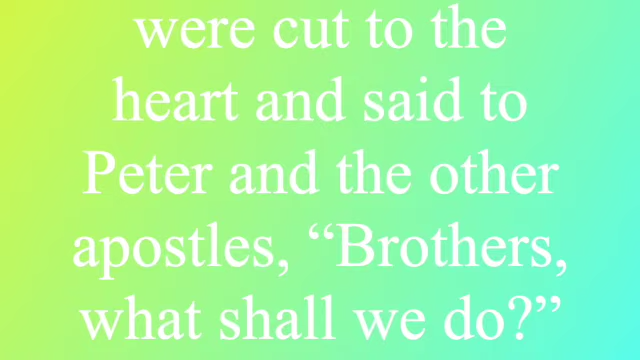 were cut to the
heart and said to
Peter and the other
apostles, “Brothers,
what shall we do?”